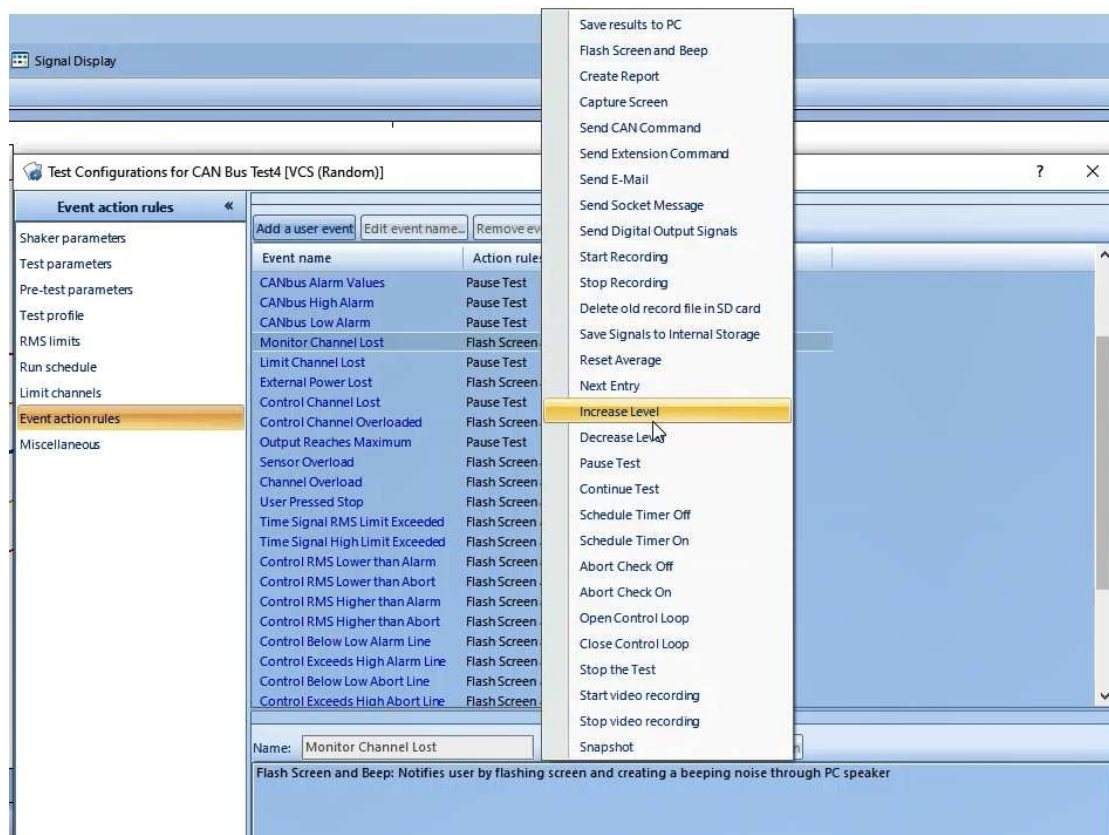 Signal Display
Test Configurations for CAN Bus Test4 [VCS (Random)]
?
Event action rules «
Shaker parameters
Test parameters
Pre-test parameters
Test profile
RMS limits
Run schedule
Limit channels
Event action rules
Miscellaneous
Add a user event Edit event name... Remove ev
Event name Action rules
CANbus Alarm Values Pause Test
CANbus High Alarm Pause Test
CANbus Low Alarm Pause Test
Monitor Channel Lost Flash Screen
Limit Channel Lost Pause Test
External Power Lost Flash Screen
Control Channel Lost Pause Test
Control Channel Overloaded Flash Screen
Output Reaches Maximum Pause Test
Sensor Overload Flash Screen
Channel Overload Flash Screen
User Pressed Stop Flash Screen
Time Signal RMS Limit Exceeded Flash Screen
Time Signal High Limit Exceeded Flash Screen
Control RMS Lower than Alarm Flash Screen
Control RMS Lower than Abort Flash Screen
Control RMS Higher than Alarm Flash Screen
Control RMS Higher than Abort Flash Screen
Control Below Low Alarm Line Flash Screen
Control Exceeds High Alarm Line Flash Screen
Control Below Low Abort Line Flash Screen
Control Exceeds High Abort Line Flash Screen
Name: Monitor Channel Lost
Flash Screen and Beep: Notifies user by flashing screen and creating a beeping noise through PC speaker
Save results to PC
Flash Screen and Beep
Create Report
Capture Screen
Send CAN Command
Send Extension Command
Send E-Mail
Send Socket Message
Send Digital Output Signals
Start Recording
Stop Recording
Delete old record file in SD card
Save Signals to Internal Storage
Reset Average
Next Entry
Increase Level
Decrease Level
Pause Test
Continue Test
Schedule Timer Off
Schedule Timer On
Abort Check Off
Abort Check On
Open Control Loop
Close Control Loop
Stop the Test
Start video recording
Stop video recording
Snapshot